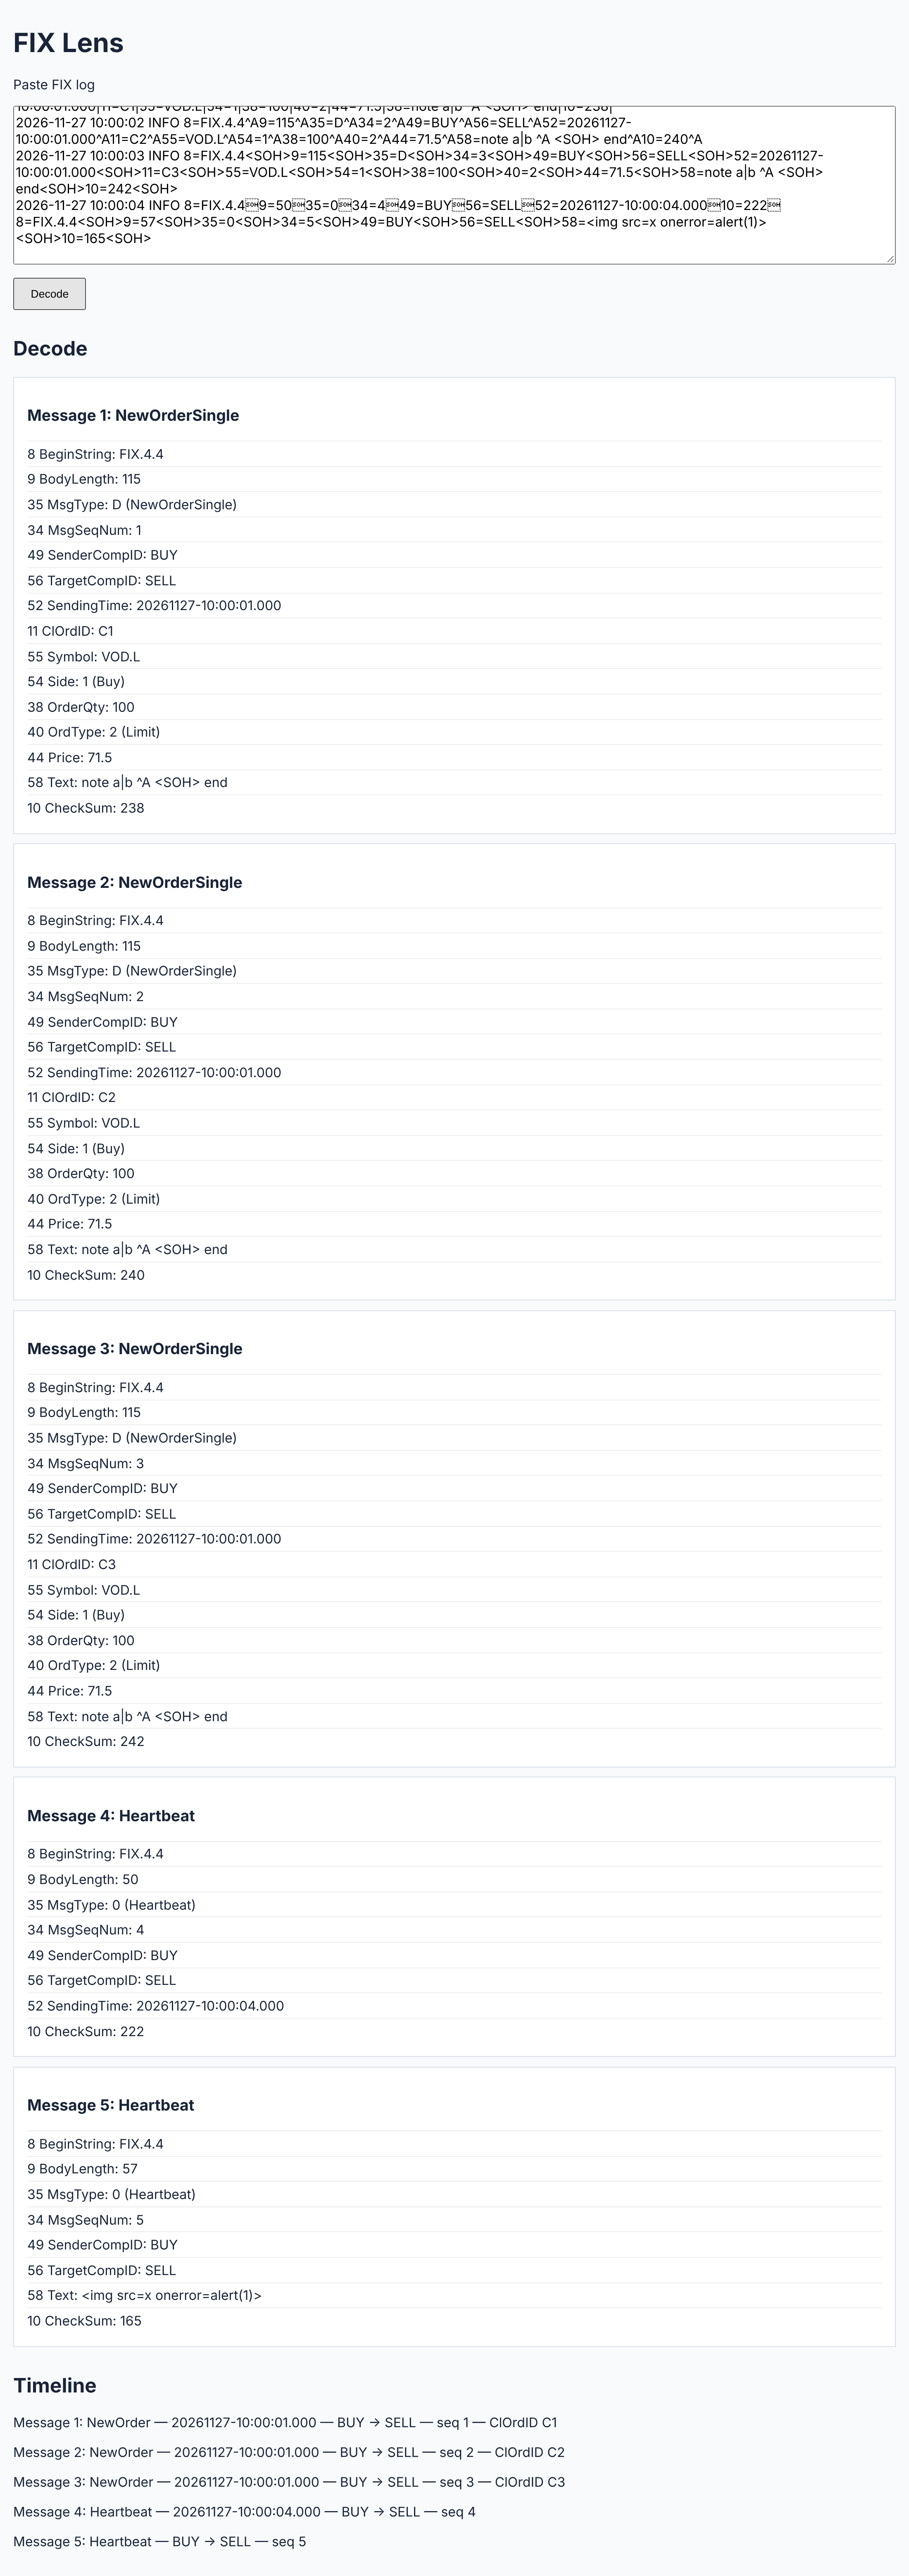 FIX Lens
Paste FIX log
10:00:01.000|11=C1|55=VOD.L|54=1|38=100|40=2|44=71.5|58=note a|b ^A <SOH> end|10=238|
2026-11-27 10:00:02 INFO 8=FIX.4.4^A9=115^A35=D^A34=2^A49=BUY^A56=SELL^A52=20261127-
10:00:01.000^A11=C2^A55=VOD.L^A54=1^A38=100^A40=2^A44=71.5^A58=note a|b ^A <SOH> end^A10=240^A
2026-11-27 10:00:03 INFO 8=FIX.4.4<SOH>9=115<SOH>35=D<SOH>34=3<SOH>49=BUY<SOH>56=SELL<SOH>52=20261127-
10:00:01.000<SOH>11=C3<SOH>55=VOD.L<SOH>54=1<SOH>38=100<SOH>40=2<SOH>44=71.5<SOH>58=note a|b ^A <SOH>
end<SOH>10=242<SOH>
2026-11-27 10:00:04 INFO 8=FIX.4.4␁9=50␁35=0␁34=4␁49=BUY␁56=SELL␁52=20261127-10:00:04.000␁10=222␁
8=FIX.4.4<SOH>9=57<SOH>35=0<SOH>34=5<SOH>49=BUY<SOH>56=SELL<SOH>58=<img src=x onerror=alert(1)>
<SOH>10=165<SOH>
Decode
Decode
Message 1: NewOrderSingle
8 BeginString: FIX.4.4
9 BodyLength: 115
35 MsgType: D (NewOrderSingle)
34 MsgSeqNum: 1
49 SenderCompID: BUY
56 TargetCompID: SELL
52 SendingTime: 20261127-10:00:01.000
11 ClOrdID: C1
55 Symbol: VOD.L
54 Side: 1 (Buy)
38 OrderQty: 100
40 OrdType: 2 (Limit)
44 Price: 71.5
58 Text: note a|b ^A <SOH> end
10 CheckSum: 238
Message 2: NewOrderSingle
8 BeginString: FIX.4.4
9 BodyLength: 115
35 MsgType: D (NewOrderSingle)
34 MsgSeqNum: 2
49 SenderCompID: BUY
56 TargetCompID: SELL
52 SendingTime: 20261127-10:00:01.000
11 ClOrdID: C2
55 Symbol: VOD.L
54 Side: 1 (Buy)
38 OrderQty: 100
40 OrdType: 2 (Limit)
44 Price: 71.5
58 Text: note a|b ^A <SOH> end
10 CheckSum: 240
Message 3: NewOrderSingle
8 BeginString: FIX.4.4
9 BodyLength: 115
35 MsgType: D (NewOrderSingle)
34 MsgSeqNum: 3
49 SenderCompID: BUY
56 TargetCompID: SELL
52 SendingTime: 20261127-10:00:01.000
11 ClOrdID: C3
55 Symbol: VOD.L
54 Side: 1 (Buy)
38 OrderQty: 100
40 OrdType: 2 (Limit)
44 Price: 71.5
58 Text: note a|b ^A <SOH> end
10 CheckSum: 242
Message 4: Heartbeat
8 BeginString: FIX.4.4
9 BodyLength: 50
35 MsgType: 0 (Heartbeat)
34 MsgSeqNum: 4
49 SenderCompID: BUY
56 TargetCompID: SELL
52 SendingTime: 20261127-10:00:04.000
10 CheckSum: 222
Message 5: Heartbeat
8 BeginString: FIX.4.4
9 BodyLength: 57
35 MsgType: 0 (Heartbeat)
34 MsgSeqNum: 5
49 SenderCompID: BUY
56 TargetCompID: SELL
58 Text: <img src=x onerror=alert(1)>
10 CheckSum: 165
Timeline
Message 1: NewOrder — 20261127-10:00:01.000 — BUY → SELL — seq 1 — ClOrdID C1
Message 2: NewOrder — 20261127-10:00:01.000 — BUY → SELL — seq 2 — ClOrdID C2
Message 3: NewOrder — 20261127-10:00:01.000 — BUY → SELL — seq 3 — ClOrdID C3
Message 4: Heartbeat — 20261127-10:00:04.000 — BUY → SELL — seq 4
Message 5: Heartbeat — BUY → SELL — seq 5